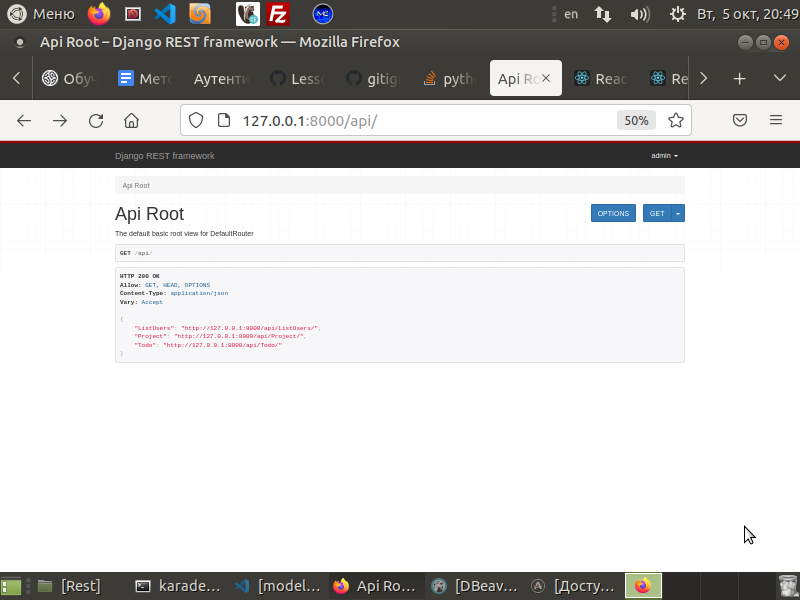 Меню
en
Вт, 5 окт, 20:49
Api Root – Django REST framework — Mozilla Firefox
Обу
Мето
Аутенти
Lesso
gitig
pyth
Api Ro
Reac
Re
127.0.0.1:8000/api/
50%
Django REST framework
admin
Api Root
Api Root
OPTIONS
GET
The default basic root view for DefaultRouter
GET /api/
HTTP 200 OK
Allow: GET, HEAD, OPTIONS
Content-Type: application/json
Vary: Accept
{
"ListUsers": "http://127.0.0.1:8000/api/ListUsers/",
"Project": "http://127.0.0.1:8000/api/Project/",
"Todo": "http://127.0.0.1:8000/api/Todo/"
}
[Rest]
karade...
[model...
Api Ro...
[DBeav...
[Досту...